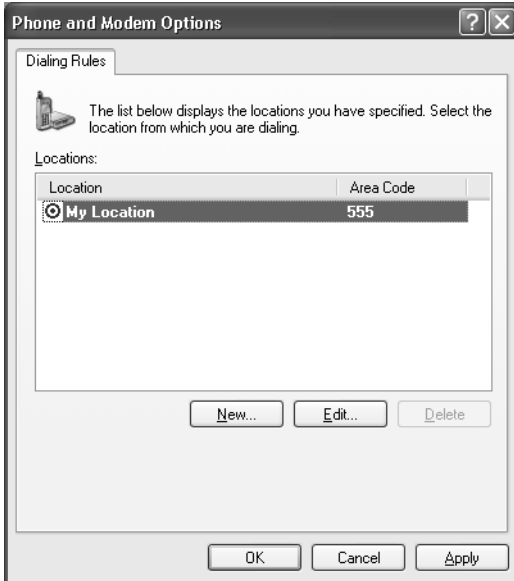 Phone and Modem Options
Dialing Rules
The list below displays the locations you have specified. Select the
location from which you are dialing.
Locations:
Location Area Code
My Location 555
New... Edit... Delete
OK Cancel Apply